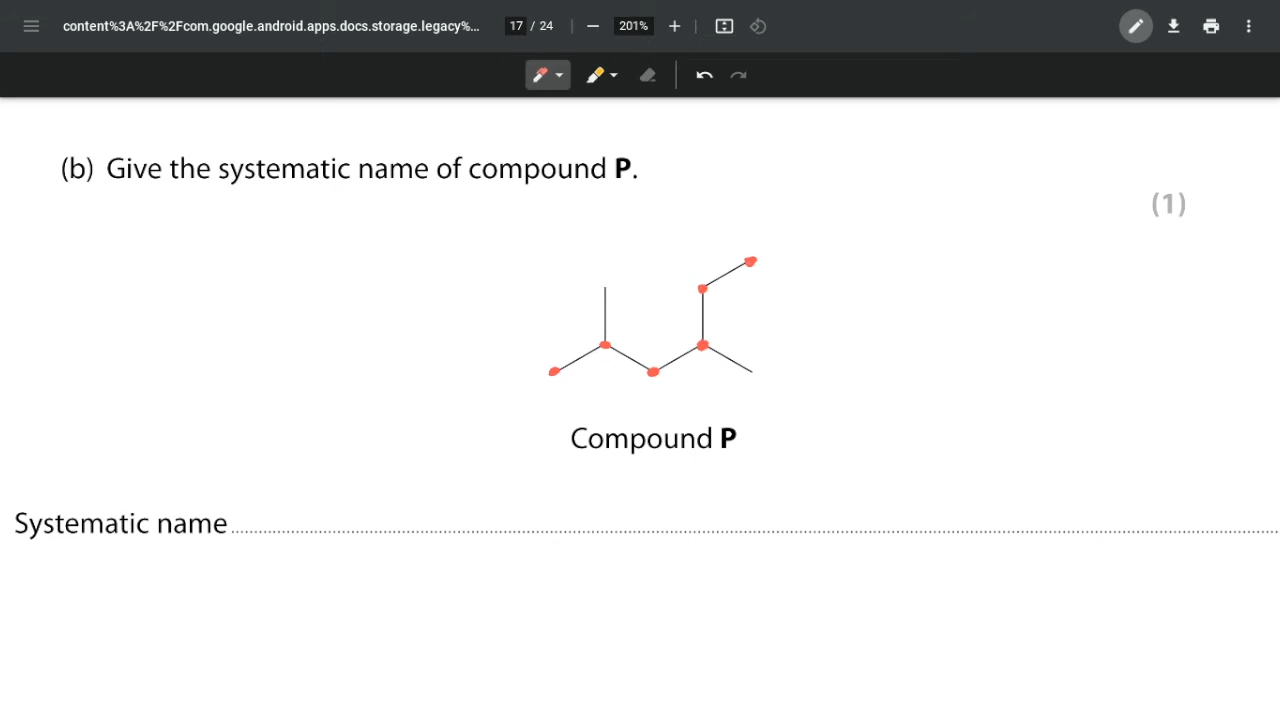 content%3A%2F%2Fcom.google.android.apps.docs.storage.legacy%... 17 / 24 201%
(b) Give the systematic name of compound P.
(1)
Compound P
Systematic name